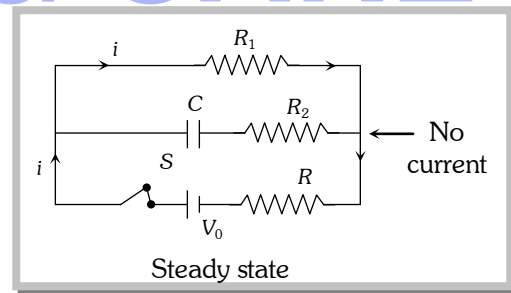 i
R₁
C
R₂
No
current
i
S
R
V₀
Steady state